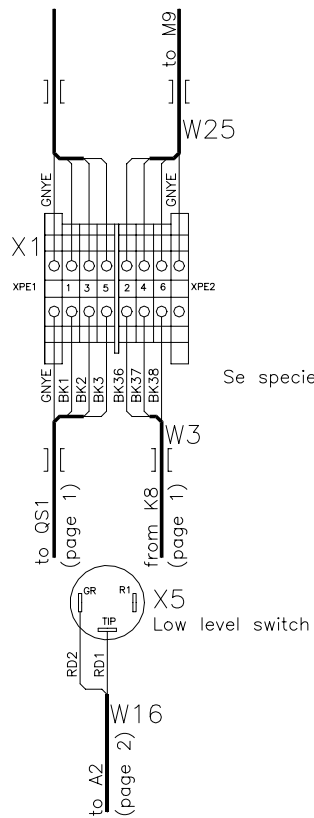 to M9
W25
GNYE
GNYE
X1
XPE1
1
3
5
2
4
6
XPE2
GNYE
BK1
BK2
BK3
BK36
BK37
BK38
Se specie
W3
to QS1
(page 1)
from K8
(page 1)
GR
R1
TIP
X5
Low level switch
RD2
RD1
W16
to A2
(page 2)